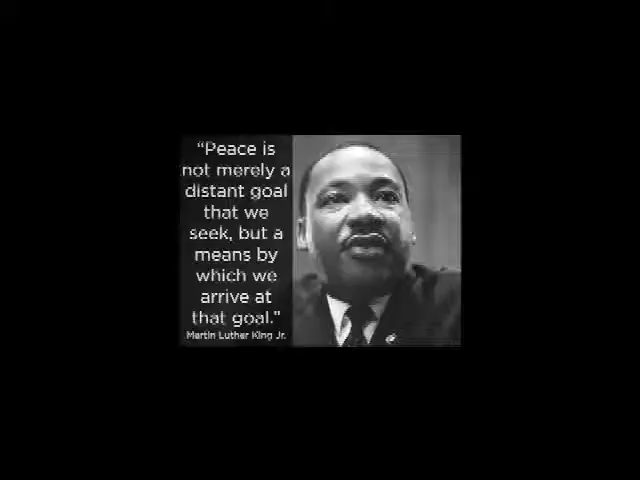 “Peace is
not merely a
distant goal
that we
seek, but a
means by
which we
arrive at
that goal.”
Martin Luther King Jr.